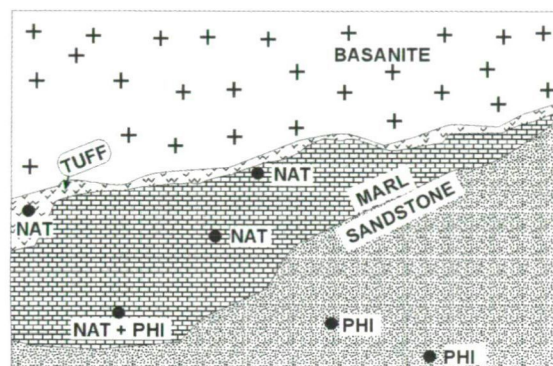 BASANITE
TUFF
NAT
NAT
MARL
SANDSTONE
NAT
NAT + PHI
PHI
PHI